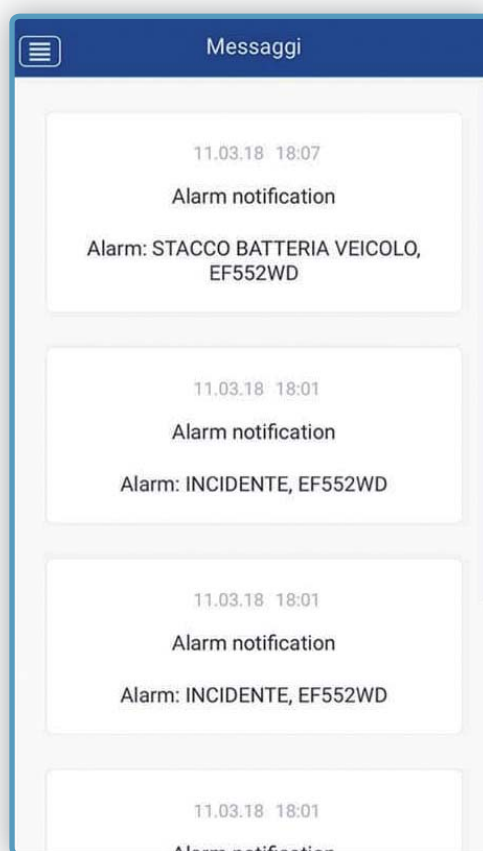 Messaggi
11.03.18 18:07
Alarm notification
Alarm: STACCO BATTERIA VEICOLO,
EF552WD
11.03.18 18:01
Alarm notification
Alarm: INCIDENTE, EF552WD
11.03.18 18:01
Alarm notification
Alarm: INCIDENTE, EF552WD
11.03.18 18:01
Alarm notification